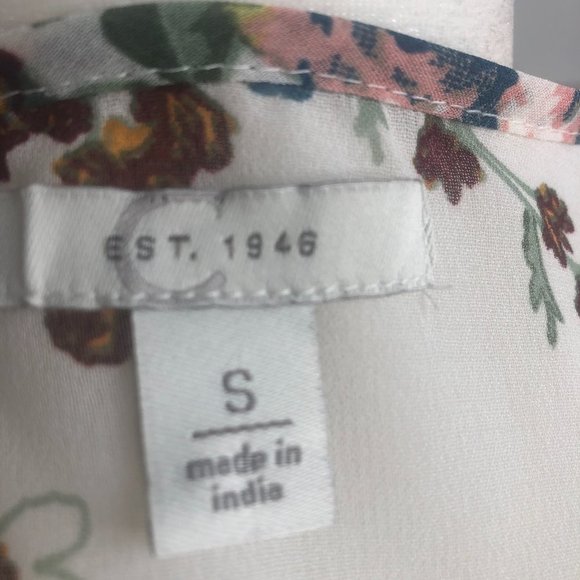 C
EST. 1946
S
made in
india